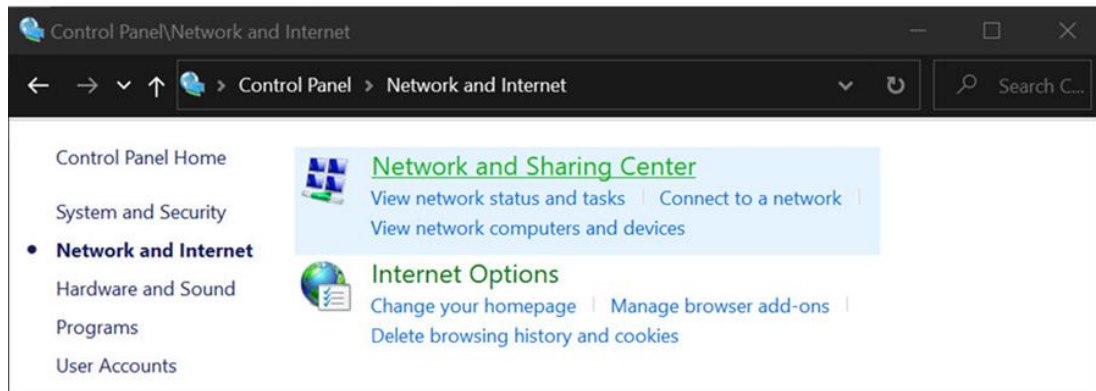 Control Panel\Network and Internet
Control Panel > Network and Internet
Search C...
Control Panel Home
System and Security
Network and Internet
Hardware and Sound
Programs
User Accounts
Network and Sharing Center
View network status and tasks
Connect to a network
View network computers and devices
Internet Options
Change your homepage
Manage browser add-ons
Delete browsing history and cookies